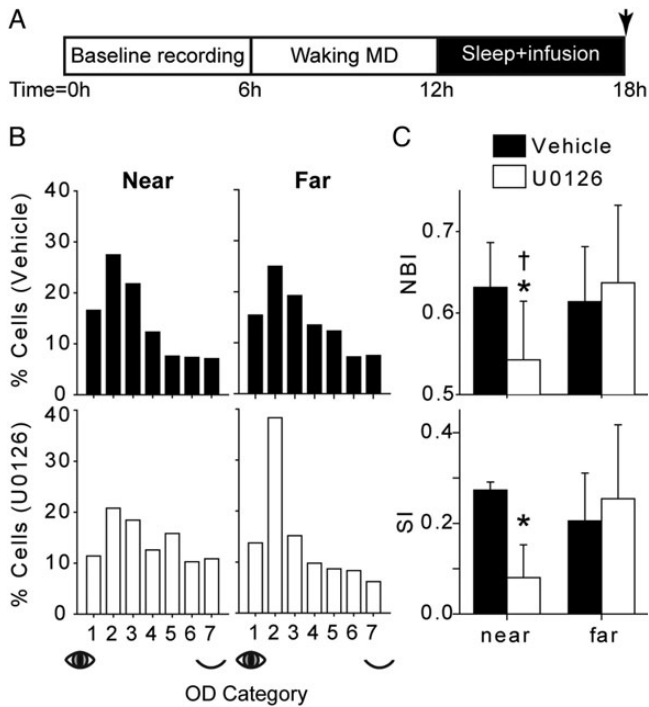 A
Baseline recording Waking MD Sleep+infusion
Time=0h 6h 12h 18h
B
Near Far
% Cells (Vehicle)
40
30
20
10
0
% Cells (U0126)
40
30
20
10
0
1 2 3 4 5 6 7 1 2 3 4 5 6 7
OD Category
C
Vehicle
U0126
NBI
0.7
0.6
0.5
†
*
SI
0.4
0.2
0.0
*
near far